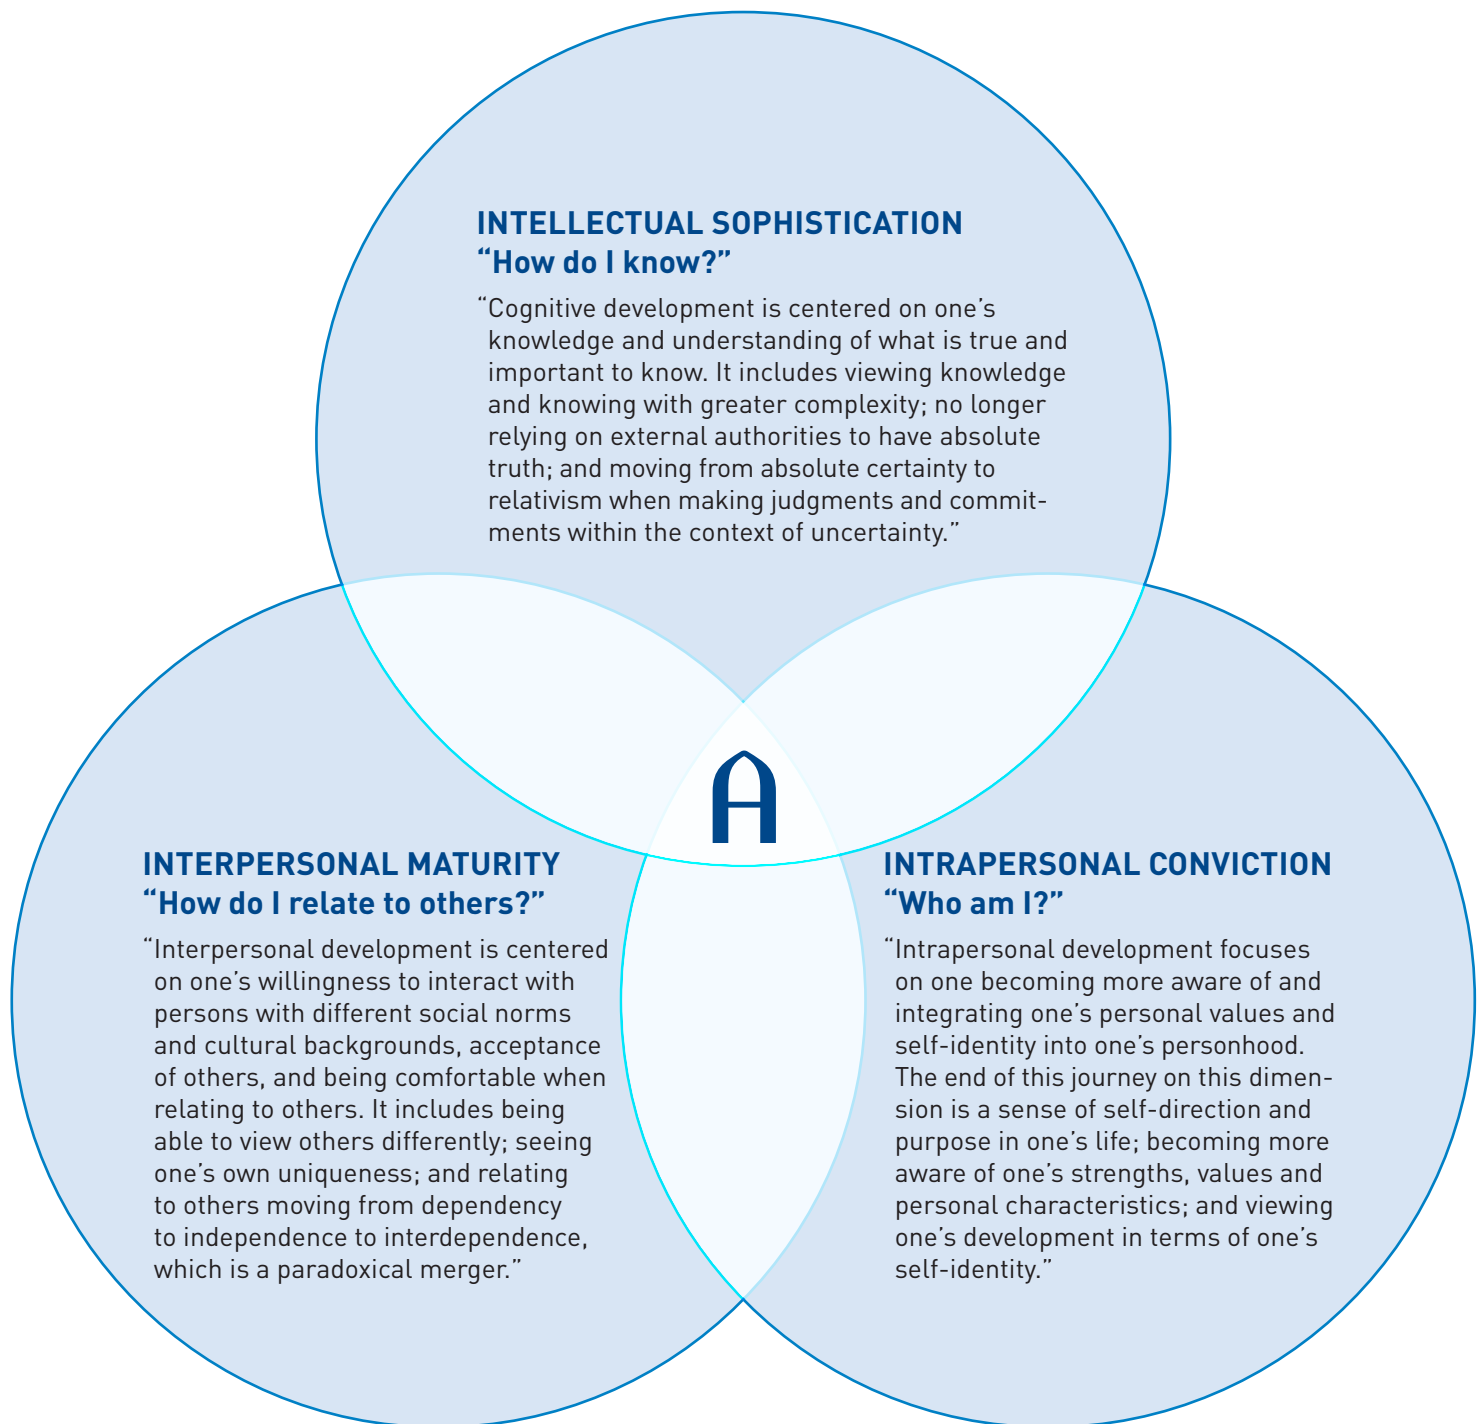 INTELLECTUAL SOPHISTICATION
“How do I know?”
“Cognitive development is centered on one’s
knowledge and understanding of what is true and
important to know. It includes viewing knowledge
and knowing with greater complexity; no longer
relying on external authorities to have absolute
truth; and moving from absolute certainty to
relativism when making judgments and commit-
ments within the context of uncertainty.”
A
INTERPERSONAL MATURITY
“How do I relate to others?”
“Interpersonal development is centered
on one’s willingness to interact with
persons with different social norms
and cultural backgrounds, acceptance
of others, and being comfortable when
relating to others. It includes being
able to view others differently; seeing
one’s own uniqueness; and relating
to others moving from dependency
to independence to interdependence,
which is a paradoxical merger.”
INTRAPERSONAL CONVICTION
“Who am I?”
“Intrapersonal development focuses
on one becoming more aware of and
integrating one’s personal values and
self-identity into one’s personhood.
The end of this journey on this dimen-
sion is a sense of self-direction and
purpose in one’s life; becoming more
aware of one’s strengths, values and
personal characteristics; and viewing
one’s development in terms of one’s
self-identity.”